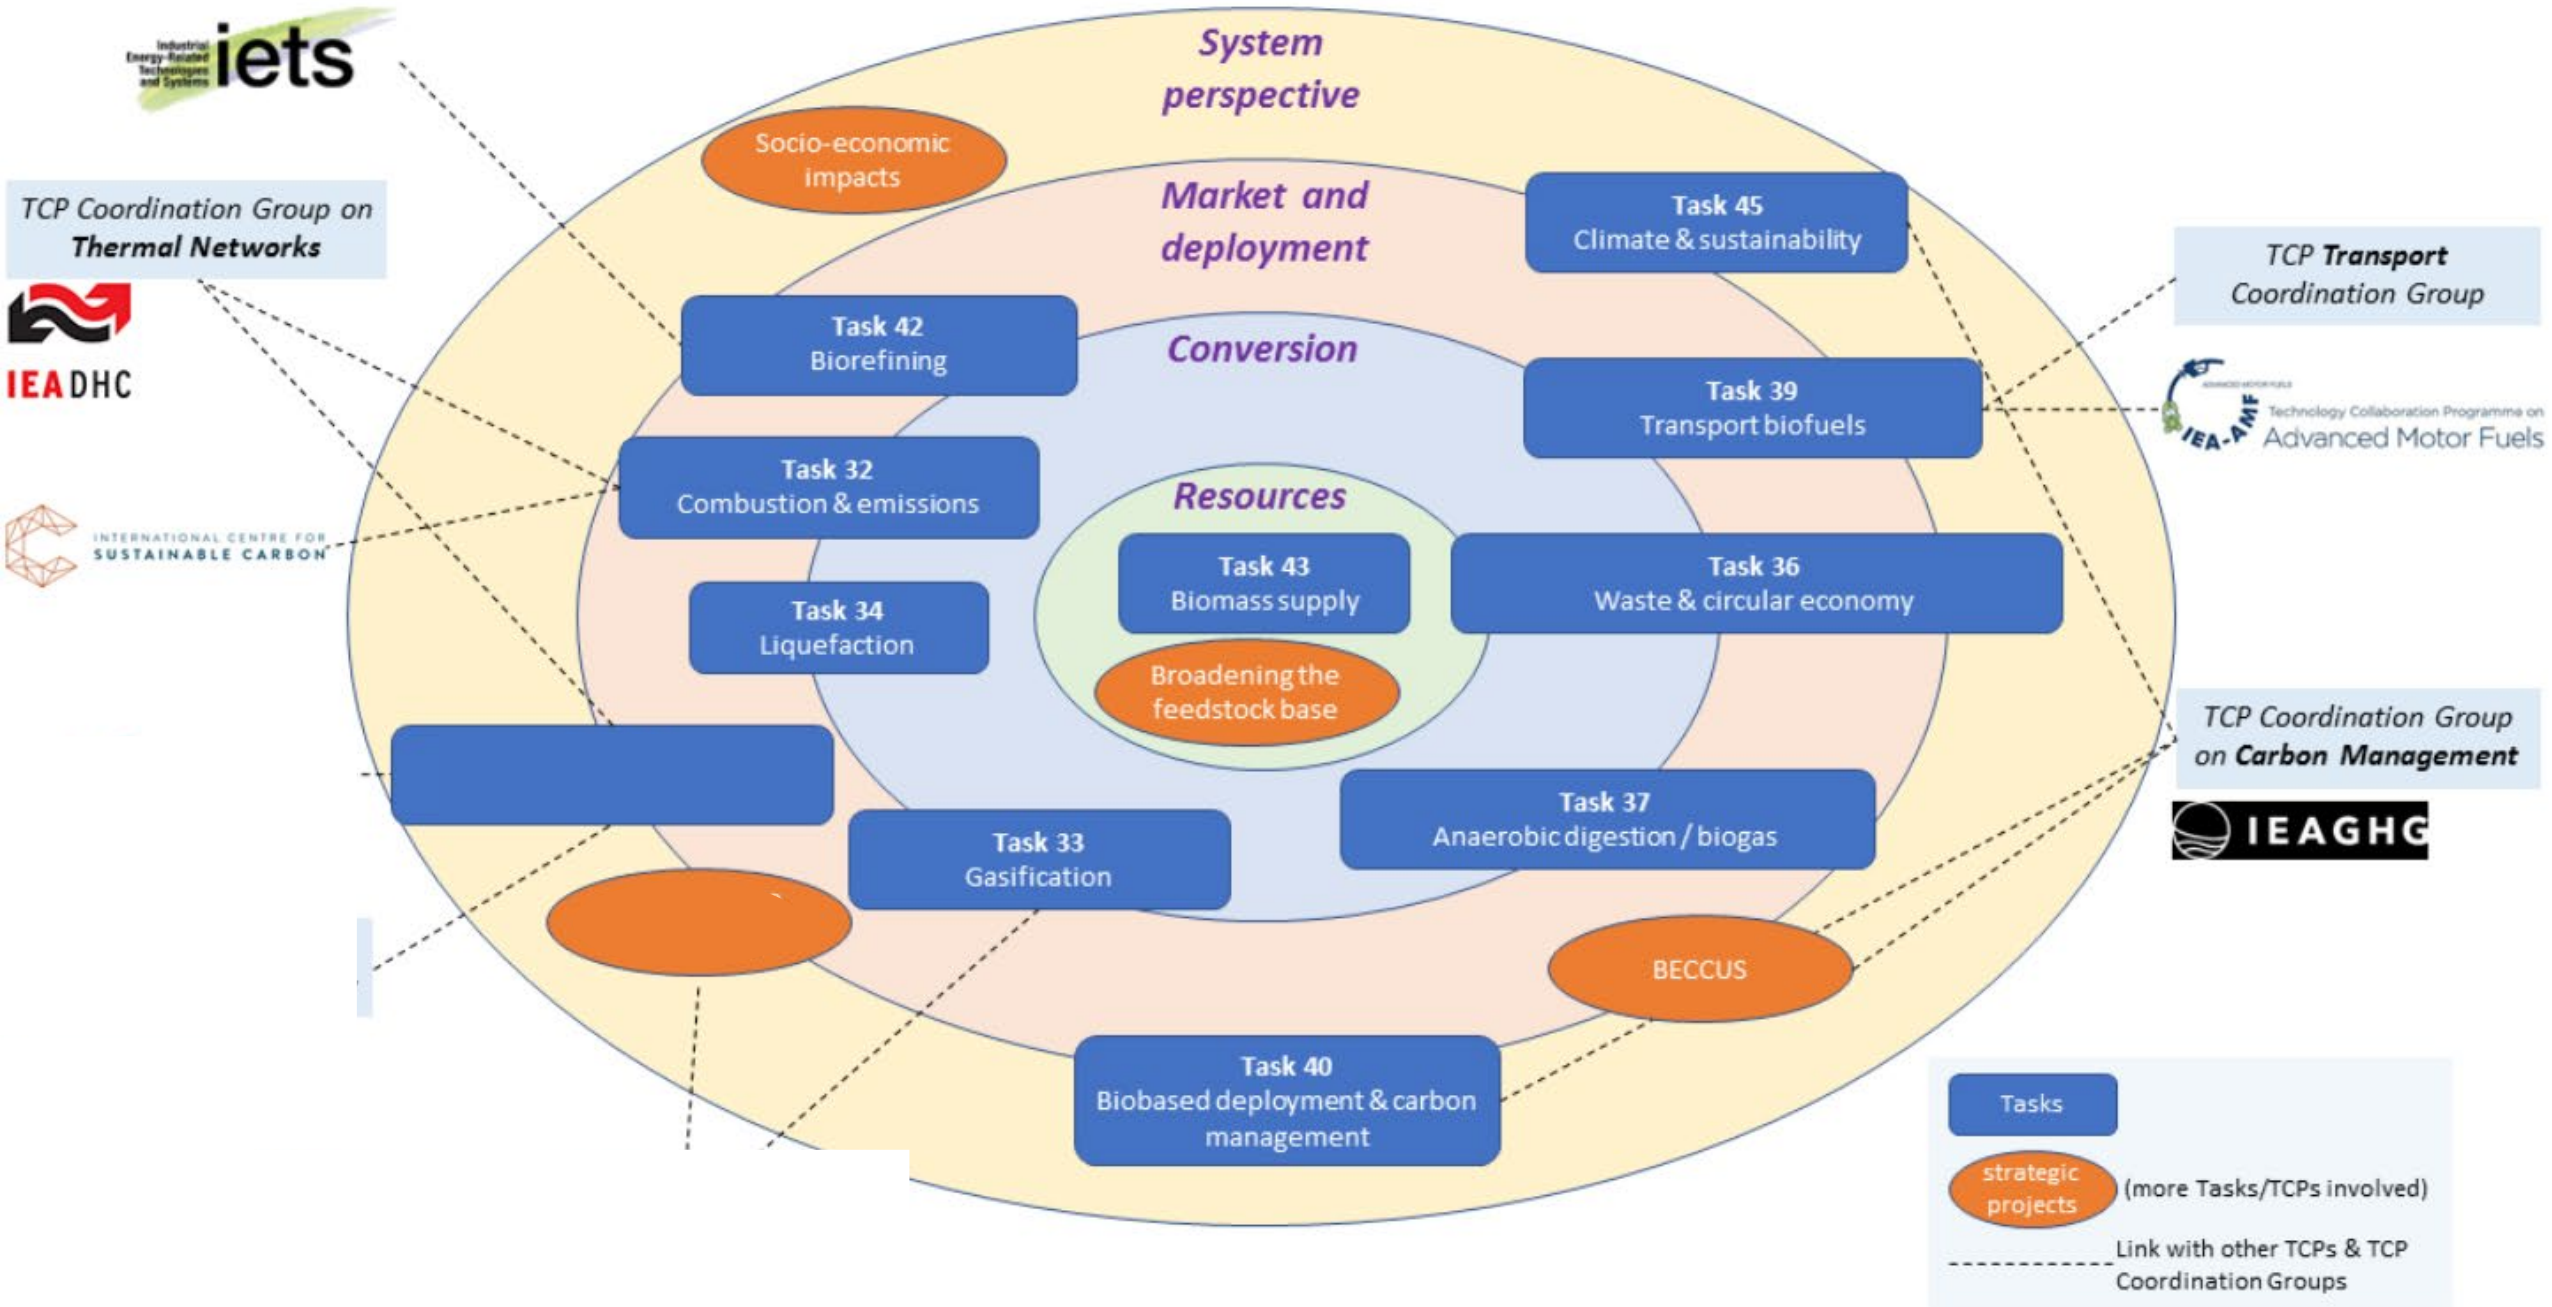 Industrial
Energy-Related
Technologies
and Systems
iets
System
perspective
Socio-economic
impacts
TCP Coordination Group on
Thermal Networks
IEA DHC
INTERNATIONAL CENTRE FOR
SUSTAINABLE CARBON
Market and
deployment
Task 45
Climate & sustainability
Task 42
Biorefining
Conversion
Task 39
Transport biofuels
Task 32
Combustion & emissions
Resources
Task 43
Biomass supply
Task 36
Waste & circular economy
Task 34
Liquefaction
Broadening the
feedstock base
Task 37
Anaerobic digestion / biogas
Task 33
Gasification
BECCUS
Task 40
Biobased deployment & carbon
management
TCP Transport
Coordination Group
ADVANCED MOTOR FUELS
IEA-AMF
Technology Collaboration Programme on
Advanced Motor Fuels
TCP Coordination Group
on Carbon Management
IEAGHG
Tasks
strategic
projects
(more Tasks/TCPs involved)
Link with other TCPs & TCP
Coordination Groups